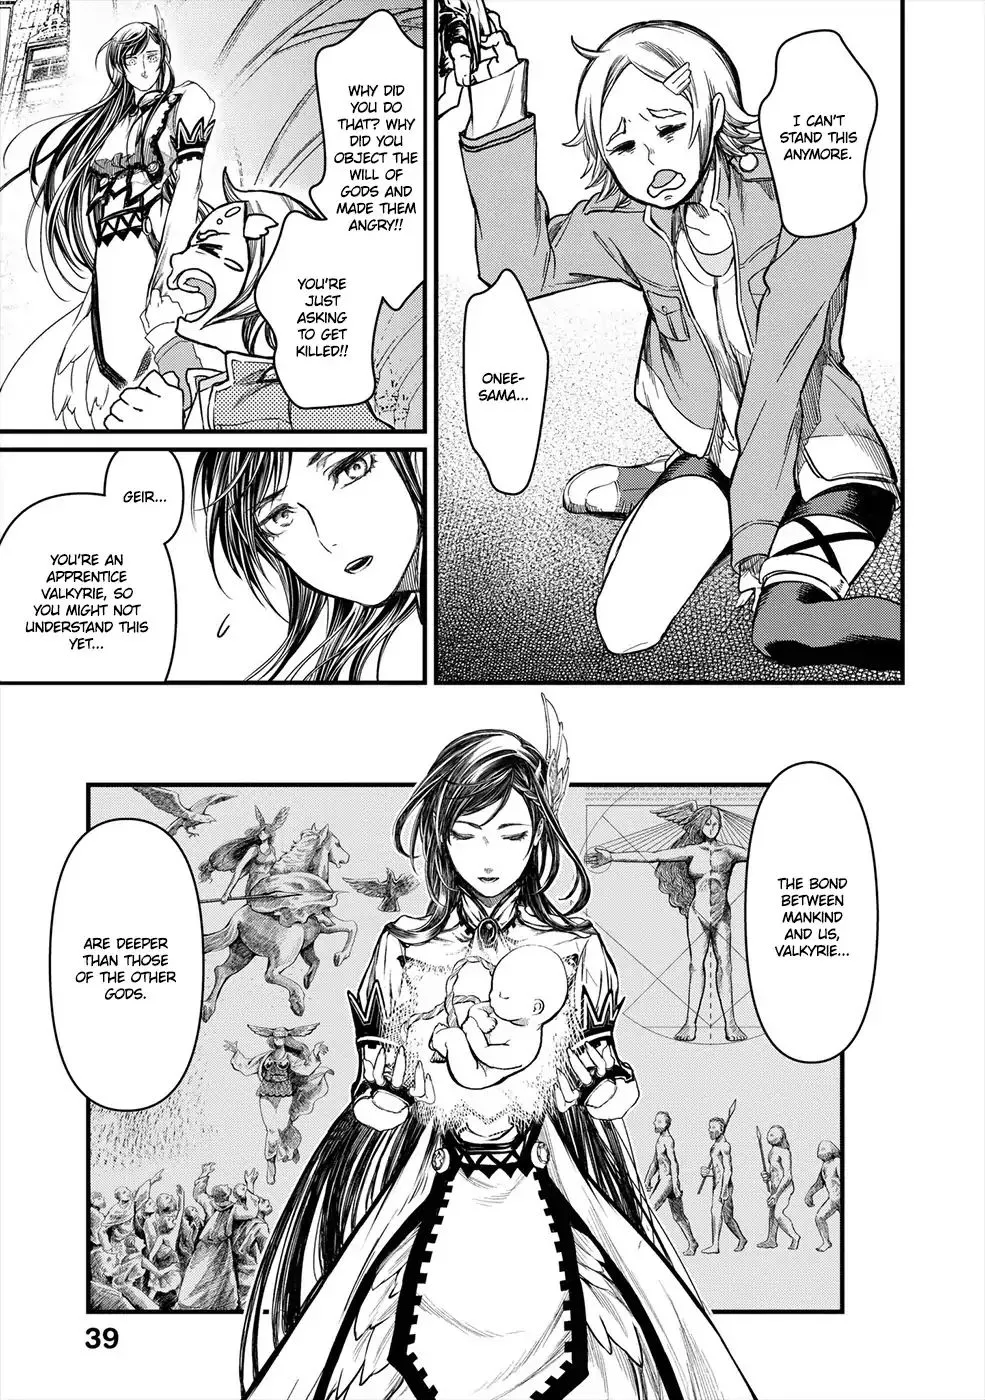 I CAN'T
STAND THIS
ANYMORE.
ONEE-
SAMA...
WHY DID
YOU DO
THAT? WHY
DID YOU
OBJECT THE
WILL OF
GODS AND
MADE THEM
ANGRY!!
YOU'RE
JUST
ASKING
TO GET
KILLED!!
GEIR...
YOU'RE AN
APPRENTICE
VALKYRIE, SO
YOU MIGHT NOT
UNDERSTAND THIS
YET...
THE BOND
BETWEEN
MANKIND
AND US,
VALKYRIE...
ARE DEEPER
THAN THOSE
OF THE OTHER
GODS.
39